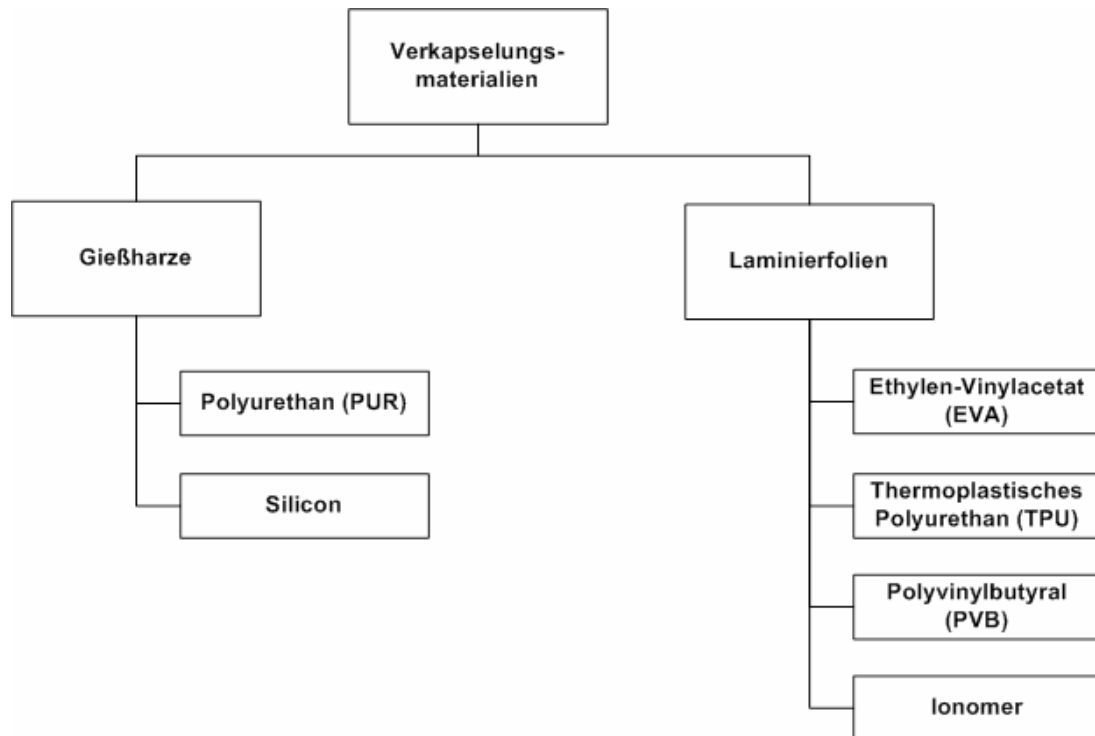 Verkapselungs-
materialien
Gießharze
Laminierfolien
Polyurethan (PUR)
Silicon
Ethylen-Vinylacetat
(EVA)
Thermoplastisches
Polyurethan (TPU)
Polyvinylbutyral
(PVB)
Ionomer